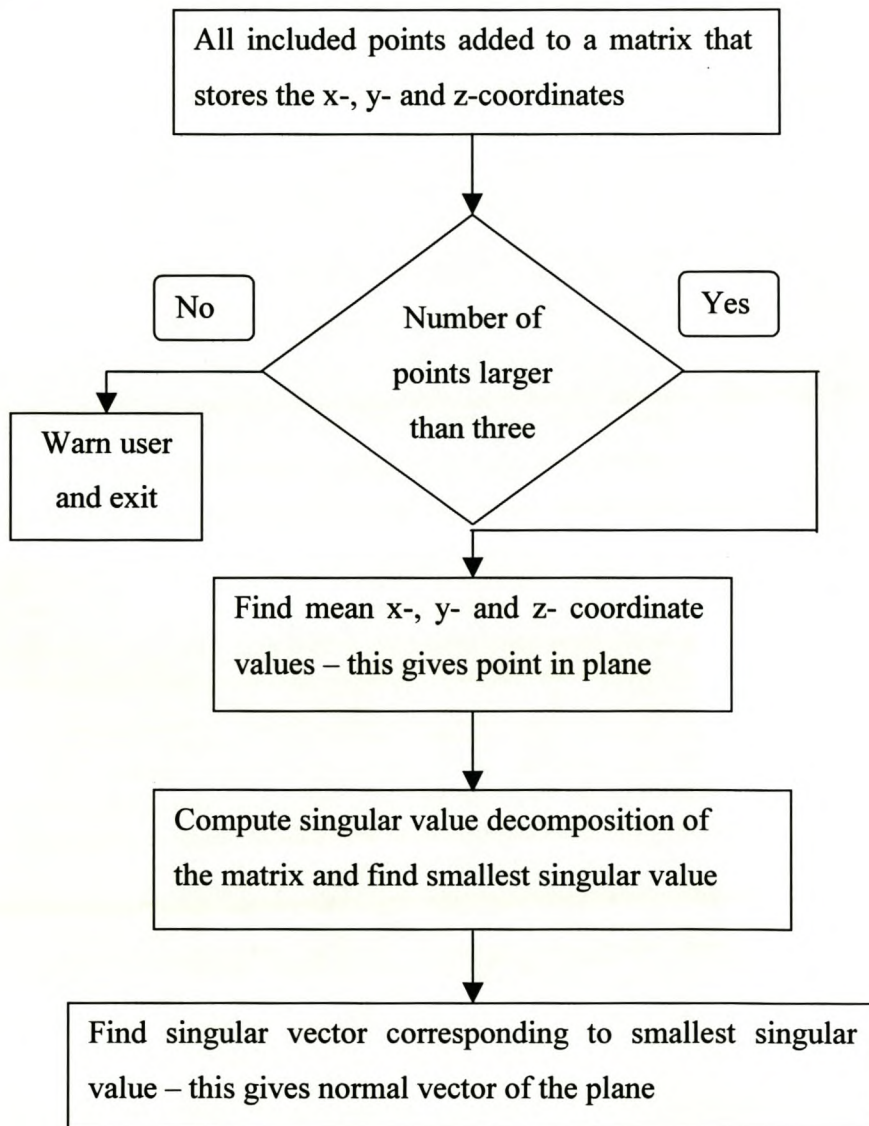 All included points added to a matrix that
stores the x-, y- and z-coordinates
No
Yes
Number of
points larger
than three
Warn user
and exit
Find mean x-, y- and z- coordinate
values – this gives point in plane
Compute singular value decomposition of
the matrix and find smallest singular value
Find singular vector corresponding to smallest singular
value – this gives normal vector of the plane